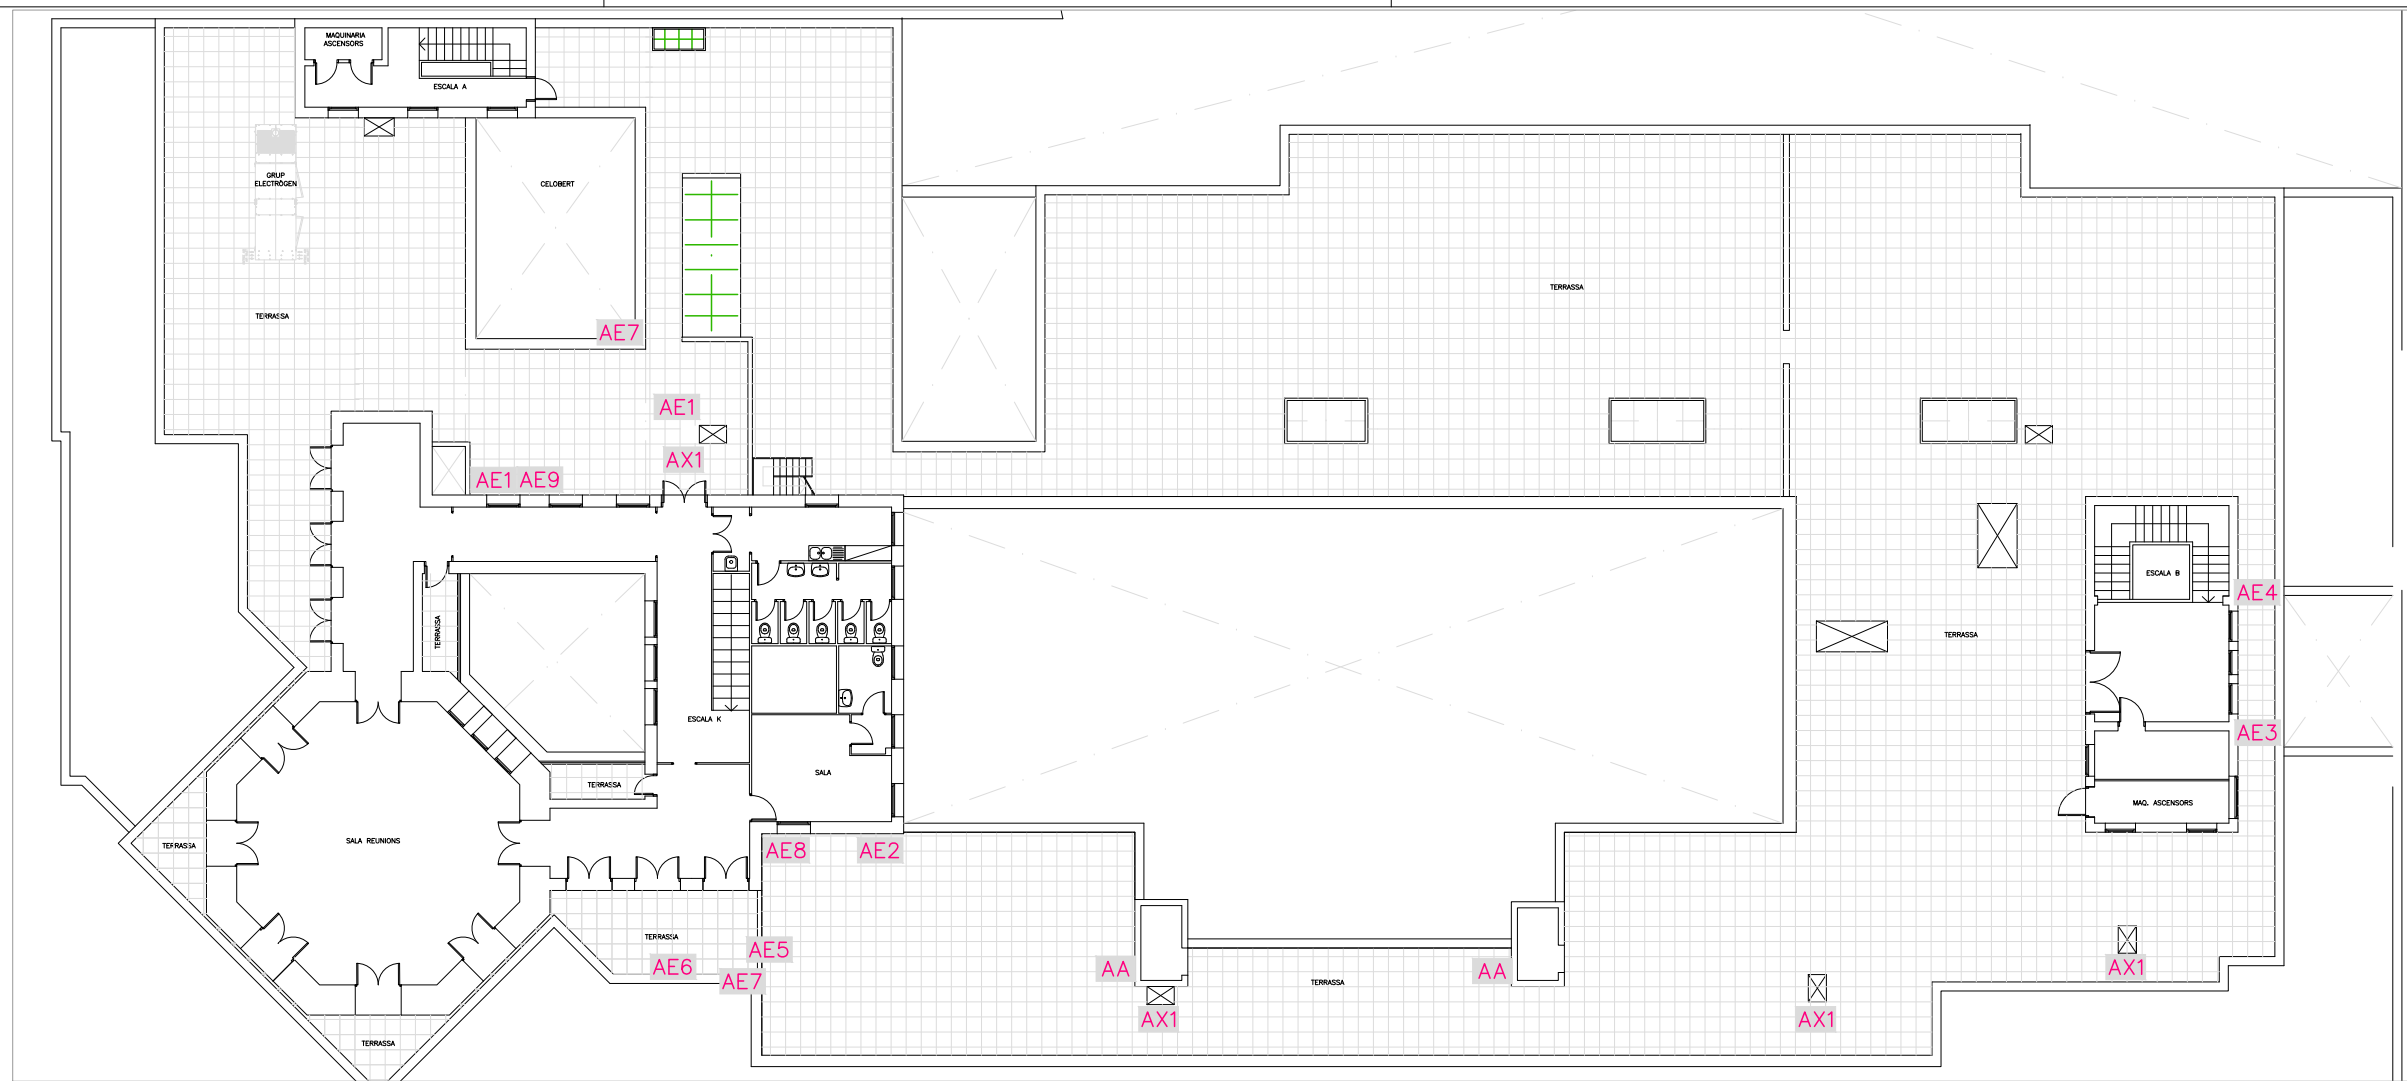 MAQUINARIA
ASCENSORS
ESCALA A
GRUP
ELECTRÒGEN
CELOBERT
TERRASSA
TERRASSA
AE7
AE1
AX1
AE1 AE9
ESCALA B
AE4
TERRASSA
TERRASSA
ESCALA K
AE3
SALA
TERRASSA
MAQ. ASCENSORS
SALA REUNIONS
TERRASSA
AE8
AE2
TERRASSA
AE5
AE6
AE7
AA
AA
AX1
TERRASSA
AX1
AX1
TERRASSA